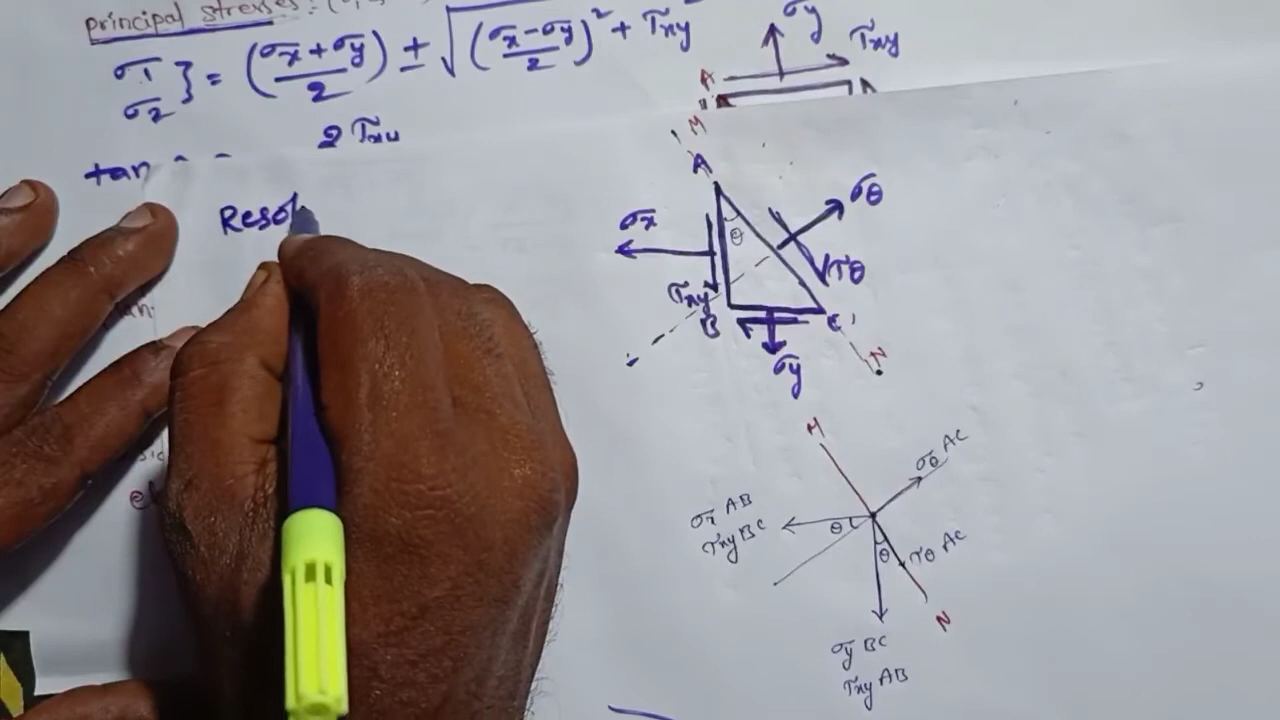 principal stresses:
σ1
σ2 } = (σx + σy / 2) ± √((σx - σy / 2)² + τxy²
2 τxy
tan
Resol
σy
τxy
A
M
A
σθ
σx
θ
τθ
τxy
B
C
σy
N
M
σθ AC
σx AB
τxy BC
θ
θ
τθ AC
N
σy BC
τxy AB